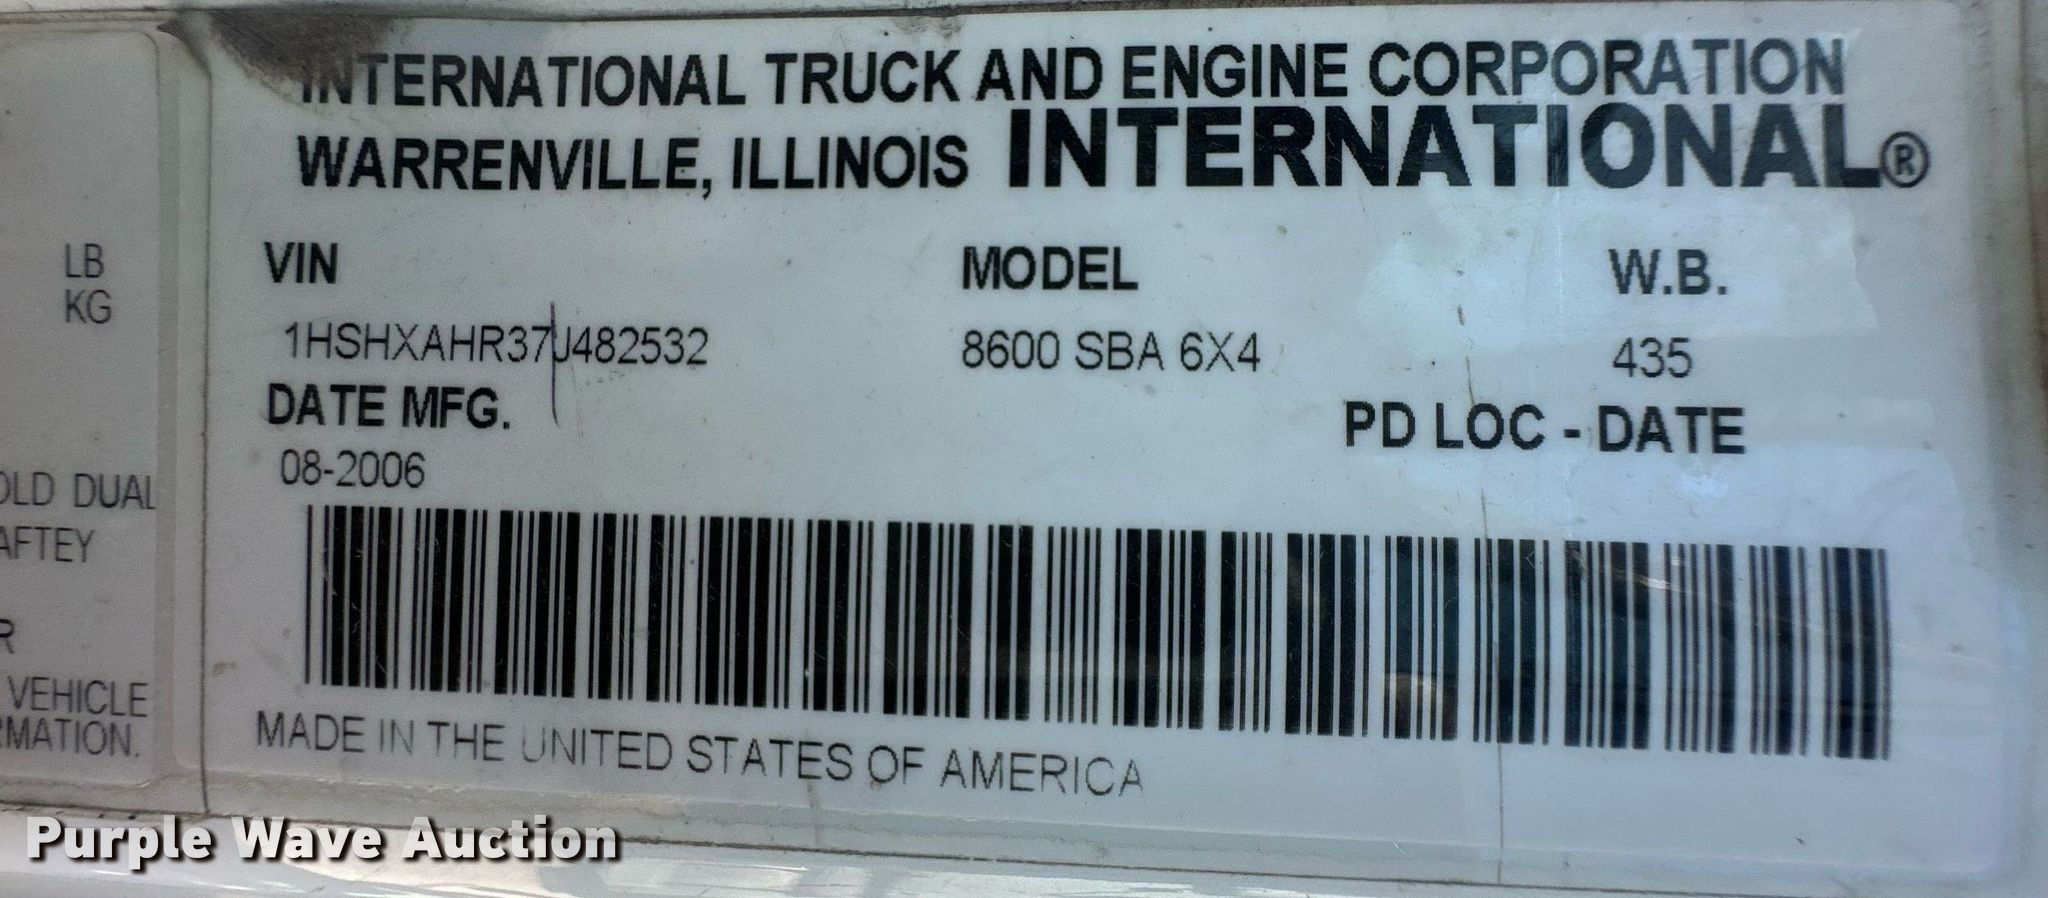 INTERNATIONAL TRUCK AND ENGINE CORPORATION
WARRENVILLE, ILLINOIS INTERNATIONAL®
LB
KG
VIN MODEL W.B.
1HSHXAHR37J482532 8600 SBA 6X4 435
DATE MFG. PD LOC - DATE
08-2006
OLD DUAL
AFTEY
R
VEHICLE
RMATION.
MADE IN THE UNITED STATES OF AMERICA
Purple Wave Auction